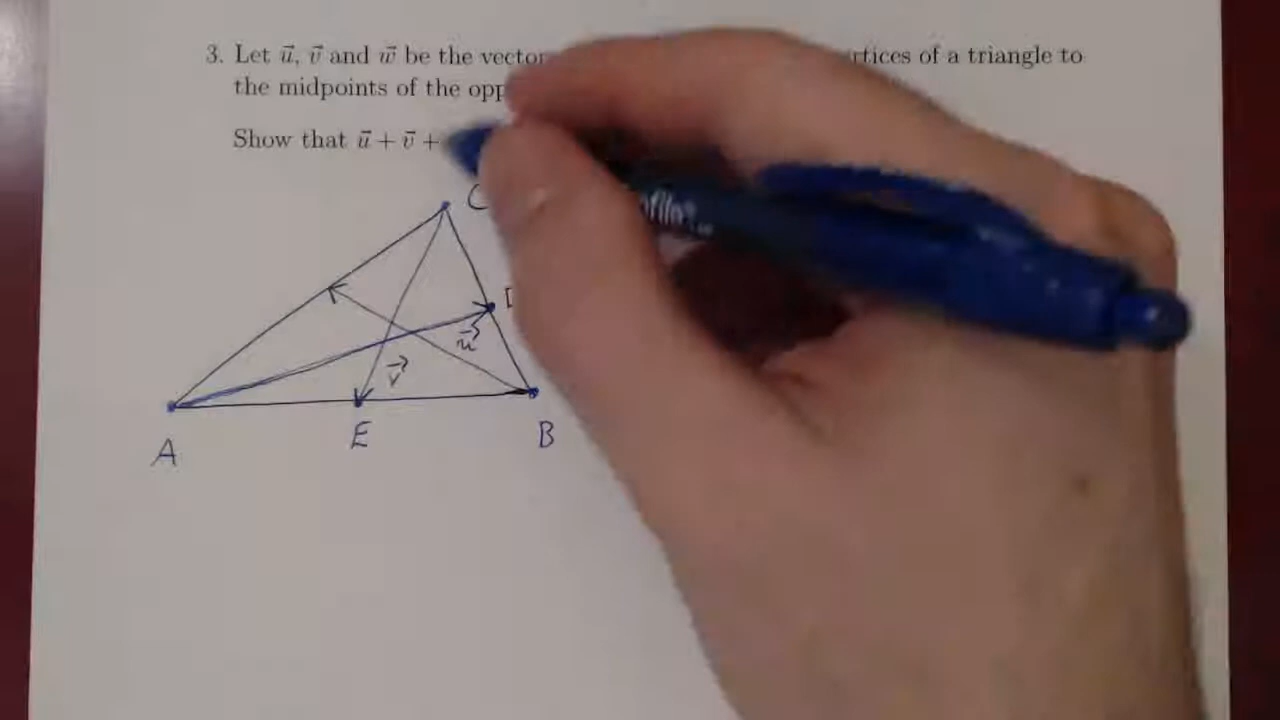 3. Let u⃗, v⃗ and w⃗ be the vector rtices of a triangle to
the midpoints of the opp
Show that u⃗ + v⃗ +
C
u⃗
v⃗
A E B